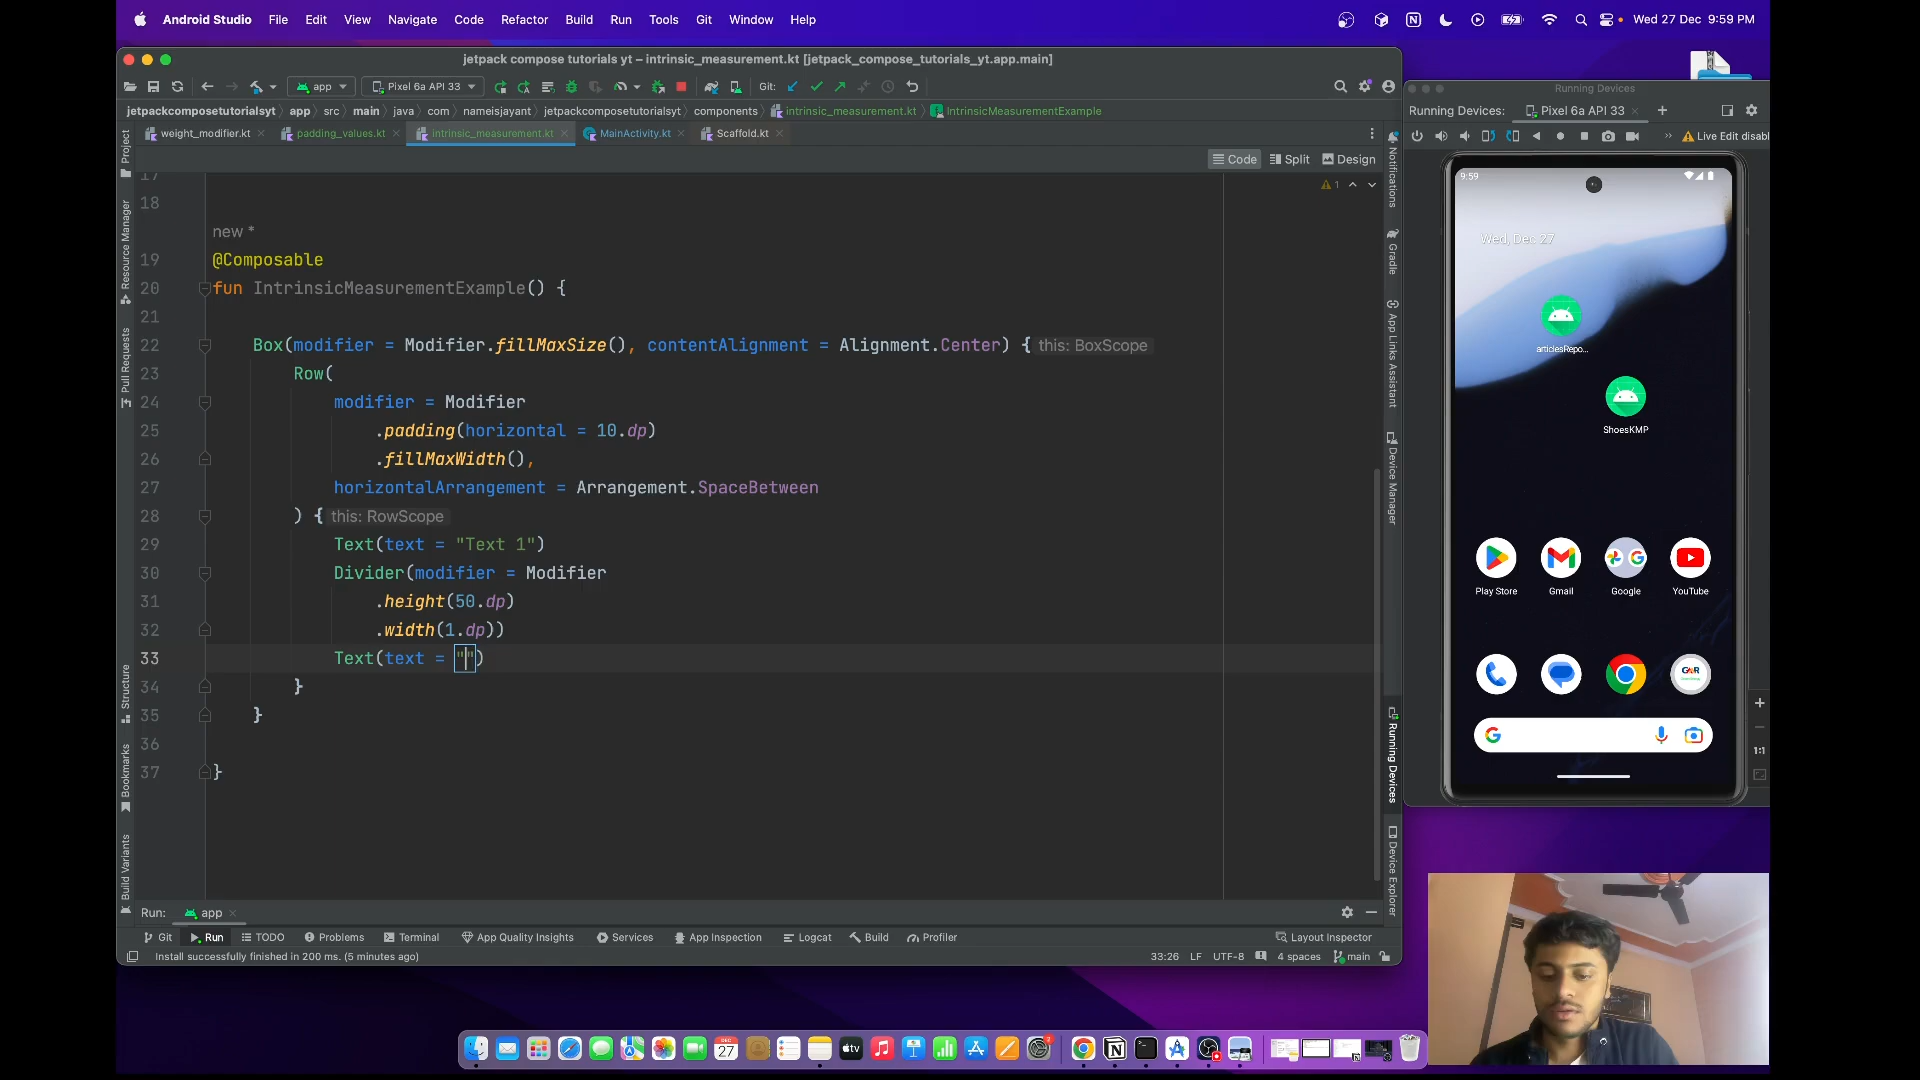 Android Studio File Edit View Navigate Code Refactor Build Run Tools Git Window Help Wed 27 Dec 9:59 PM
jetpack compose tutorials yt – intrinsic_measurement.kt [jetpack_compose_tutorials_yt.app.main]
Running Devices
app Pixel 6a API 33 Git:
jetpackcomposetutorialsyt app src main java com nameisjayant jetpackcomposetutorialsyt components intrinsic_measurement.kt IntrinsicMeasurementExample
Running Devices: Pixel 6a API 33
weight_modifier.kt padding_values.kt intrinsic_measurement.kt MainActivity.kt Scaffold.kt
Live Edit disabl
Code Split Design
Project
Resource Manager
Pull Requests
Structure
Bookmarks
Build Variants
17
18
new *
19 @Composable
20 fun IntrinsicMeasurementExample() {
21
22 Box(modifier = Modifier.fillMaxSize(), contentAlignment = Alignment.Center) { this: BoxScope
23 Row(
24 modifier = Modifier
25 .padding(horizontal = 10.dp)
26 .fillMaxWidth(),
27 horizontalArrangement = Arrangement.SpaceBetween
28 ) { this: RowScope
29 Text(text = "Text 1")
30 Divider(modifier = Modifier
31 .height(50.dp)
32 .width(1.dp))
33 Text(text = "")
34 }
35 }
36
37 }
1
Notifications
Gradle
App Links Assistant
Device Manager
Running Devices
Device Explorer
9:59
Wed, Dec 27
articlesRepo...
ShoesKMP
Play Store Gmail Google YouTube
1:1
Run: app
Git Run TODO Problems Terminal App Quality Insights Services App Inspection Logcat Build Profiler Layout Inspector
Install successfully finished in 200 ms. (5 minutes ago) 33:26 LF UTF-8 4 spaces main
DEC
27
tv